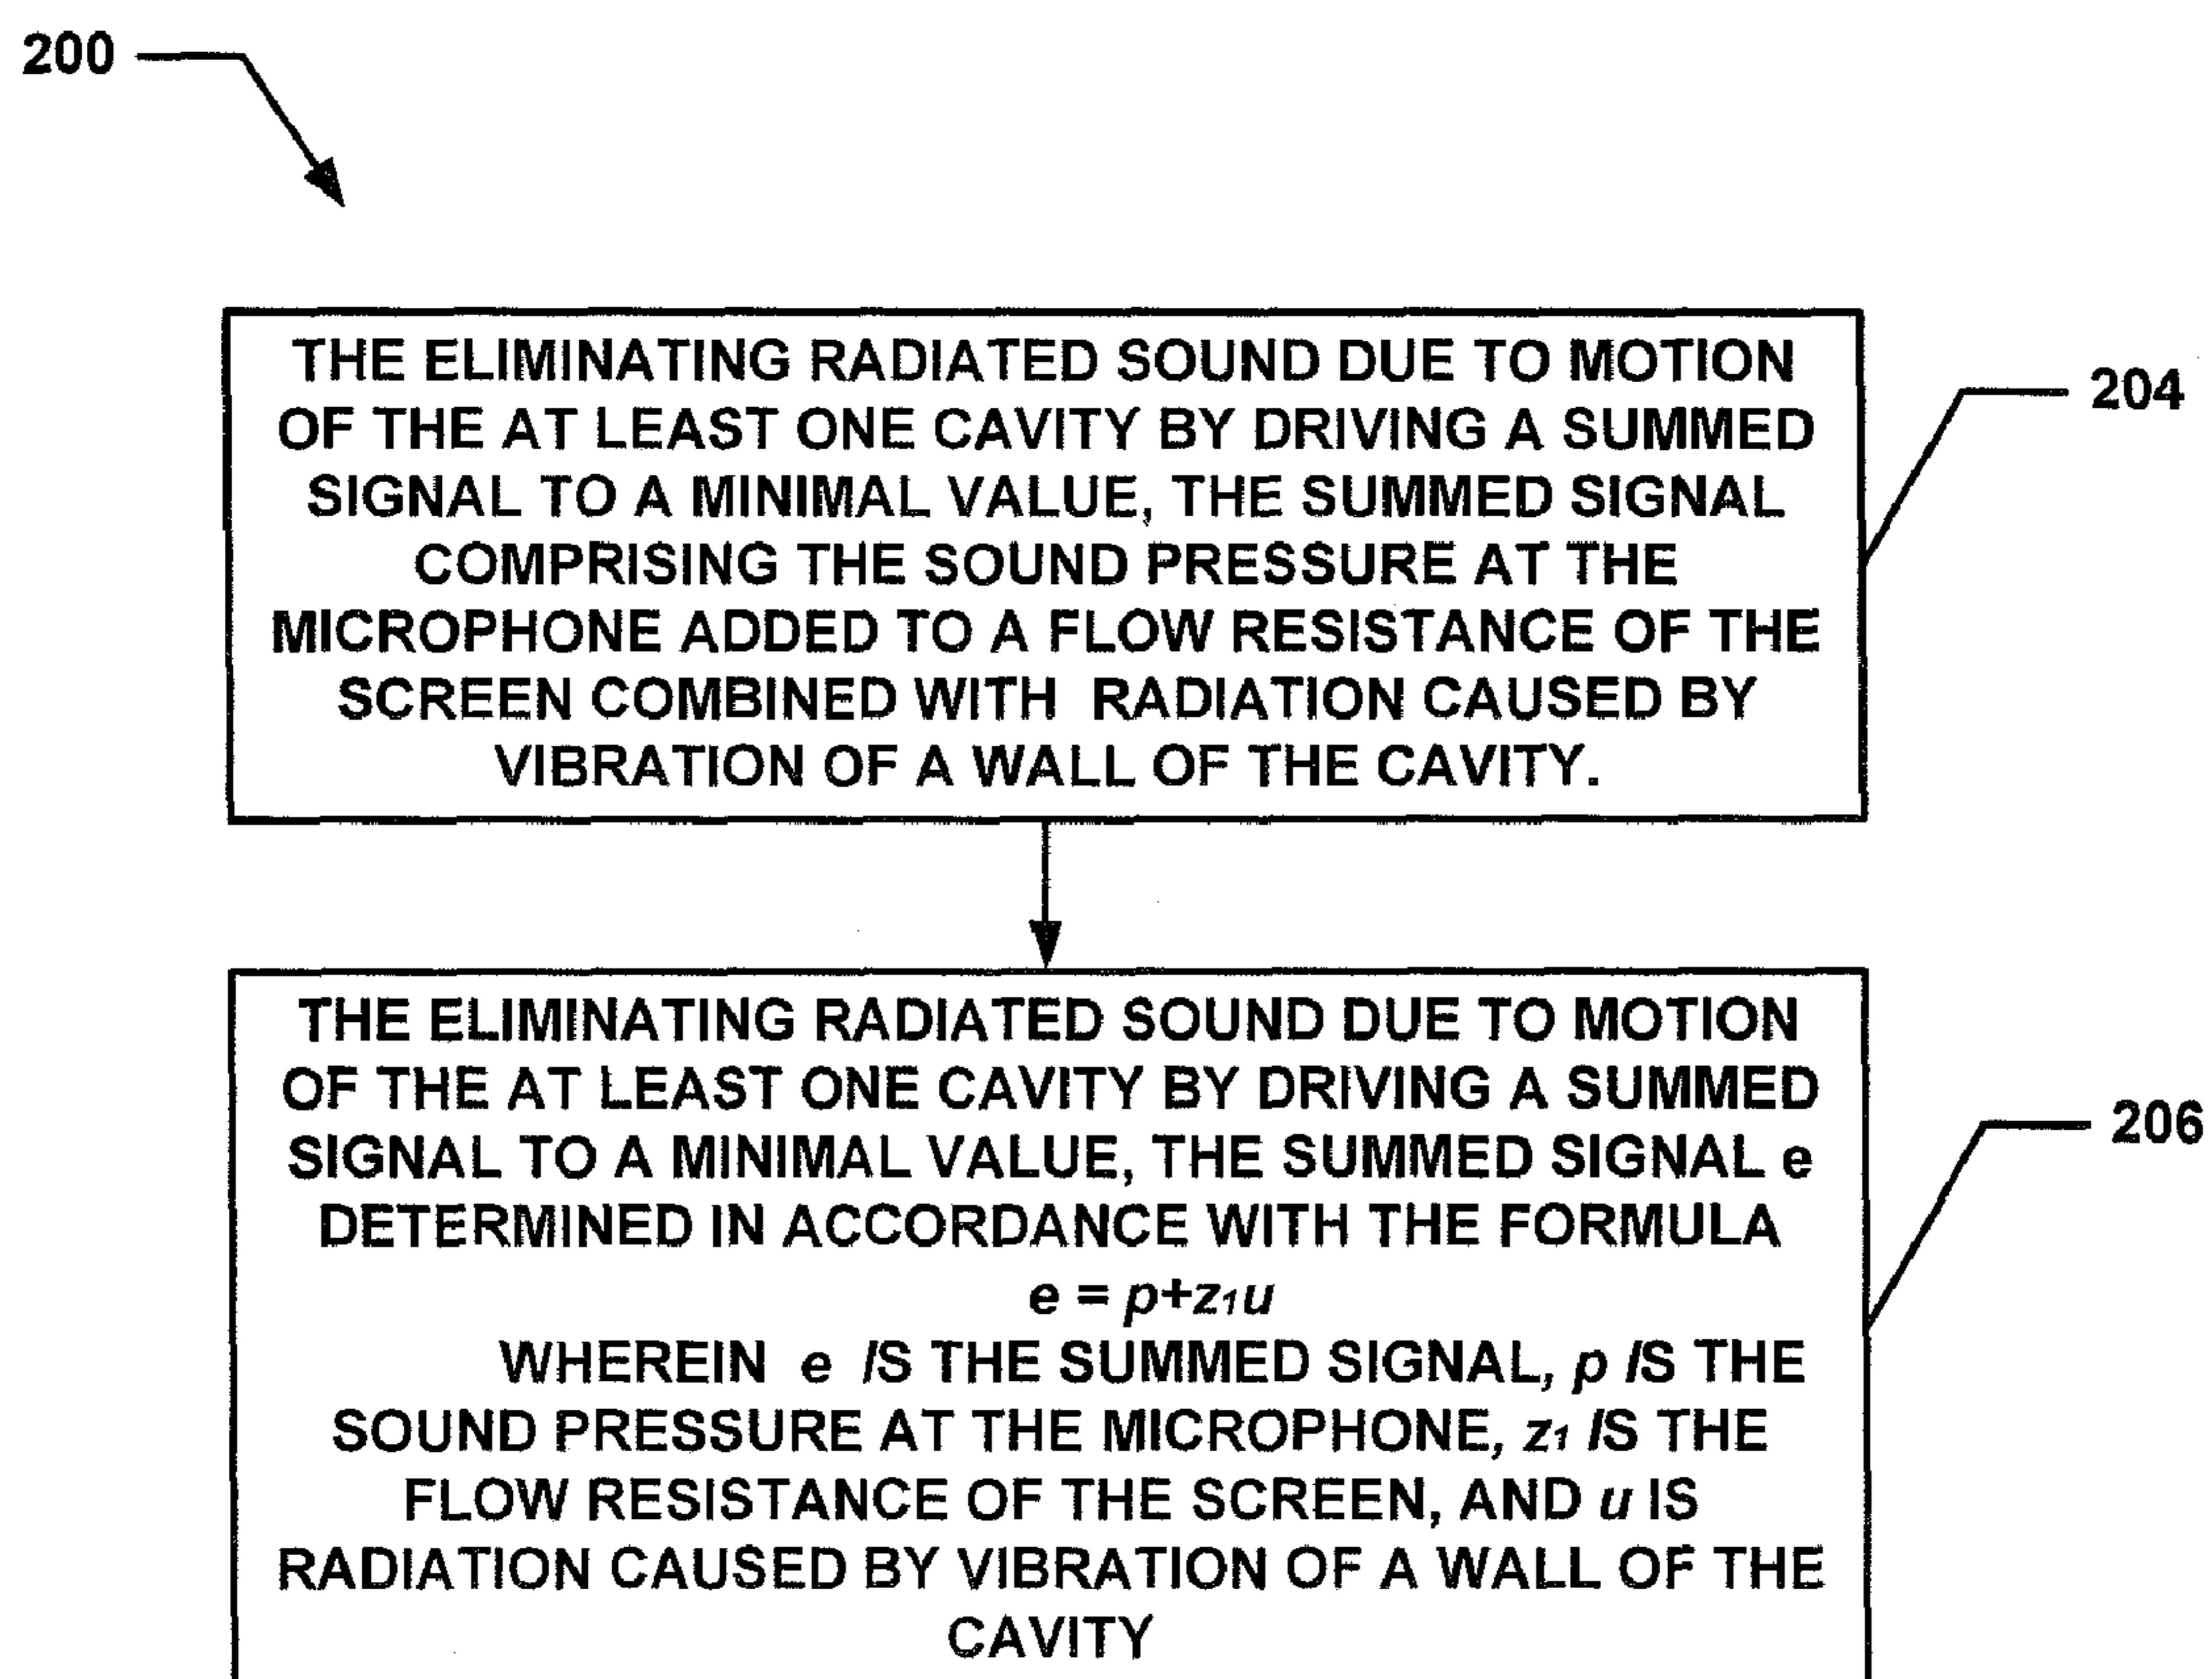 200
THE ELIMINATING RADIATED SOUND DUE TO MOTION
OF THE AT LEAST ONE CAVITY BY DRIVING A SUMMED
SIGNAL TO A MINIMAL VALUE, THE SUMMED SIGNAL
COMPRISING THE SOUND PRESSURE AT THE
MICROPHONE ADDED TO A FLOW RESISTANCE OF THE
SCREEN COMBINED WITH RADIATION CAUSED BY
VIBRATION OF A WALL OF THE CAVITY.
204
THE ELIMINATING RADIATED SOUND DUE TO MOTION
OF THE AT LEAST ONE CAVITY BY DRIVING A SUMMED
SIGNAL TO A MINIMAL VALUE, THE SUMMED SIGNAL e
DETERMINED IN ACCORDANCE WITH THE FORMULA
e = p+z₁u
WHEREIN e IS THE SUMMED SIGNAL, p IS THE
SOUND PRESSURE AT THE MICROPHONE, z₁ IS THE
FLOW RESISTANCE OF THE SCREEN, AND u IS
RADIATION CAUSED BY VIBRATION OF A WALL OF THE
CAVITY
206